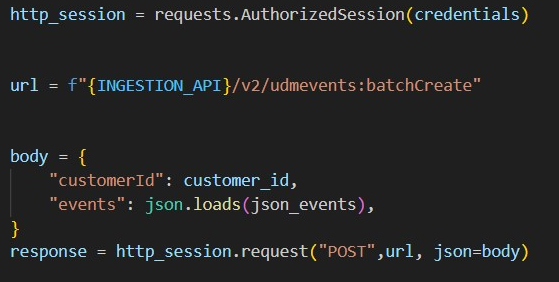 http_session = requests.AuthorizedSession(credentials)
url = f"{INGESTION_API}/v2/udmevents:batchCreate"
body = {
"customerId": customer_id,
"events": json.loads(json_events),
}
response = http_session.request("POST",url, json=body)